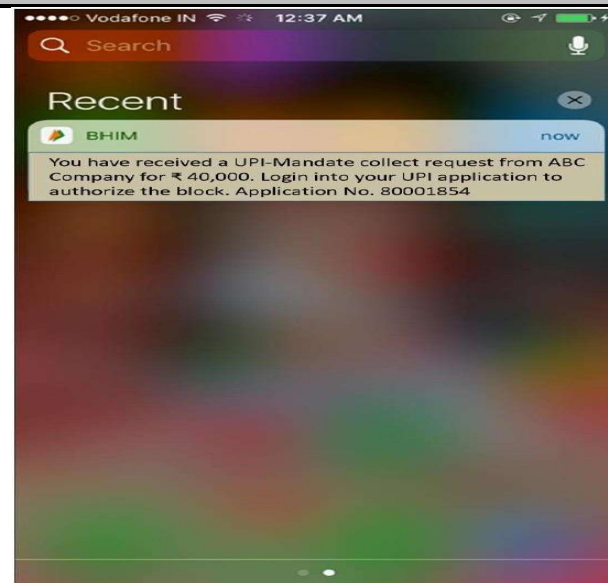 Vodafone IN 12:37 AM
Search
Recent
BHIM now
You have received a UPI-Mandate collect request from ABC
Company for ₹ 40,000. Login into your UPI application to
authorize the block. Application No. 80001854